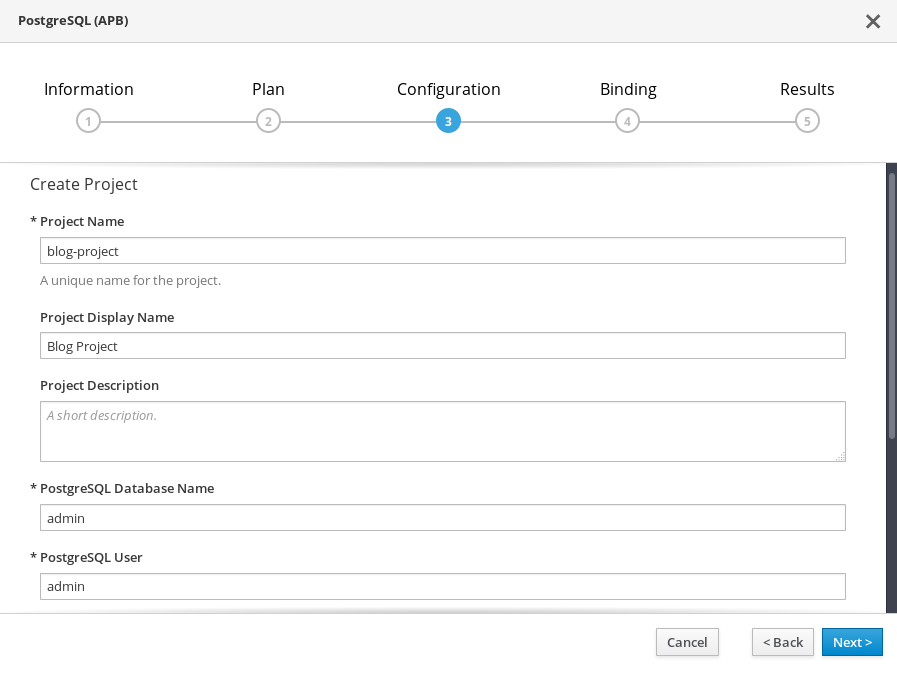 PostgreSQL (APB)
Information Plan Configuration Binding Results
1 2 3 4 5
Create Project
* Project Name
blog-project
A unique name for the project.
Project Display Name
Blog Project
Project Description
A short description.
* PostgreSQL Database Name
admin
* PostgreSQL User
admin
Cancel < Back Next >